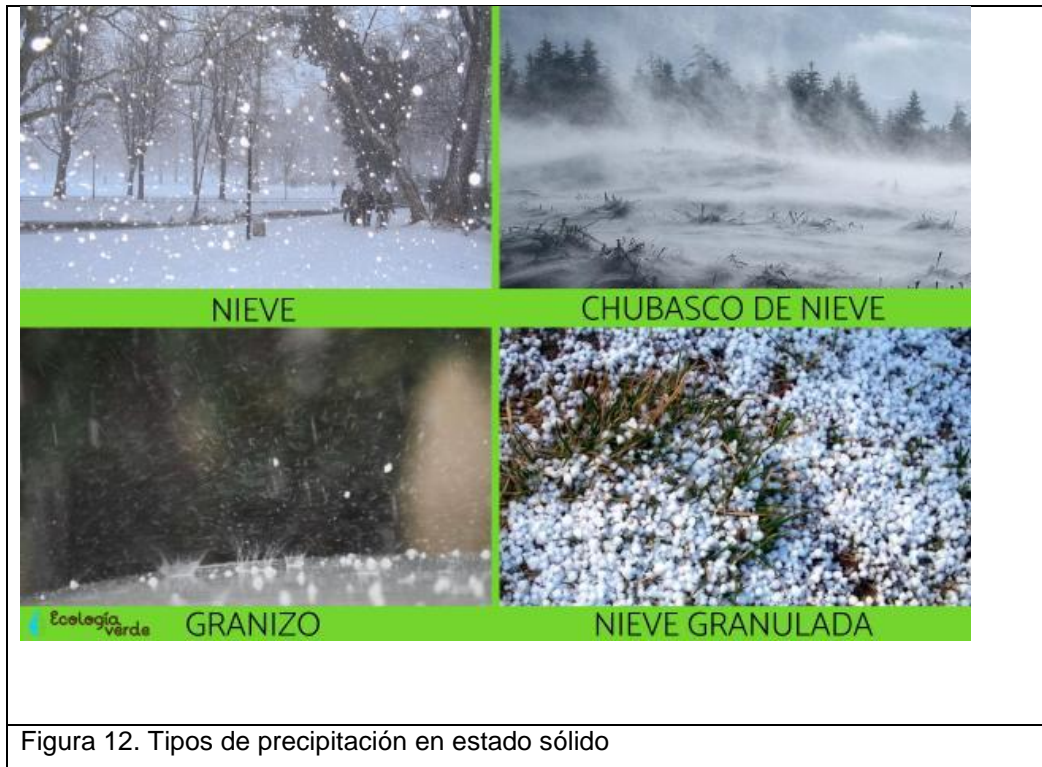 NIEVE
CHUBASCO DE NIEVE
Ecología
verde
GRANIZO
NIEVE GRANULADA
Figura 12. Tipos de precipitación en estado sólido